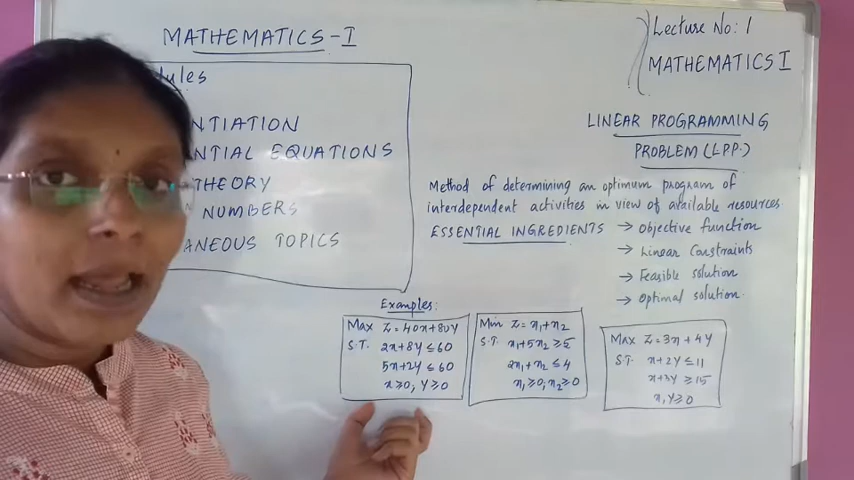 MATHEMATICS-I
NTIATION
NTIAL EQUATIONS
THEORY
NUMBERS
ANEOUS TOPICS
Lecture No: 1
MATHEMATICS I
LINEAR PROGRAMMING
PROBLEM (LPP)
Method of determining an optimum program of
interdependent activities in view of available resources
ESSENTIAL INGREDIENTS → Objective function
→ Linear Constraints
→ Feasible solution
→ Optimal solution
Examples:
Max Z = 40x+80y
S.T. 2x+8y ≤ 60
5x+2y ≤ 60
x≥0, y≥0
Min Z = x₁+x₂
S.T. x₁+5x₂ ≥ 5
2x₁+x₂ ≤ 4
x₁≥0, x₂≥0
Max Z = 3x+4y
S.T. x+2y ≤ 11
x+3y ≥ 15
x, y ≥ 0